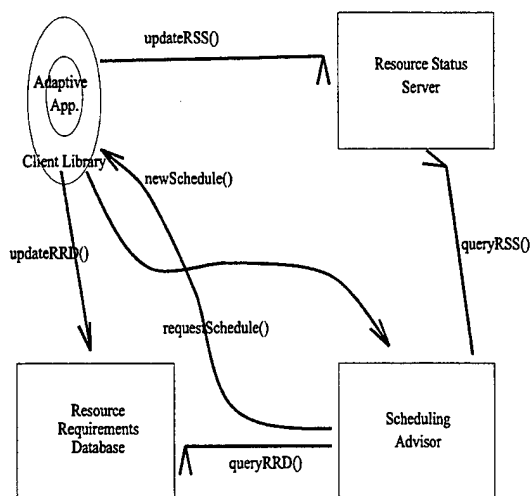 updateRSS()
Resource Status
Server
Adaptive
App.
Client Library
newSchedule()
updateRRD()
queryRSS()
requestSchedule()
Resource
Requirements
Database
Scheduling
Advisor
queryRRD()